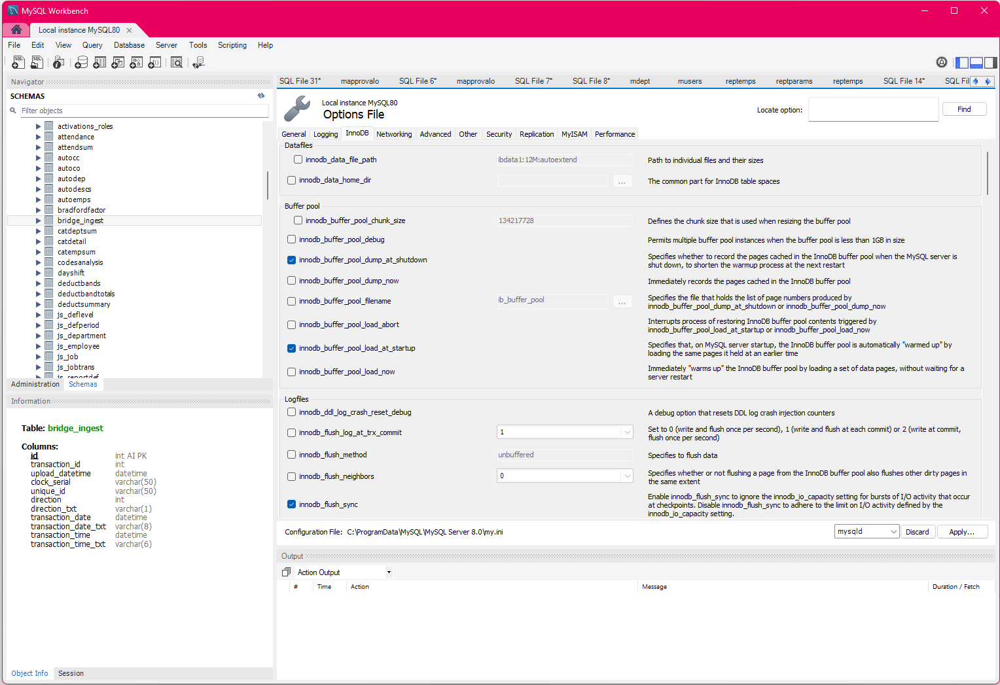 MySQL Workbench
Local instance MySQL80
File Edit View Query Database Server Tools Scripting Help
Navigator
SCHEMAS
Filter objects
activations_roles
attendance
attendsum
autocc
autoco
autodep
autodescs
autoemps
bradfordfactor
bridge_ingest
catdeptsum
catdetail
catempsum
codesanalysis
dayshift
deductbands
deductbandtotals
deductsummary
js_deflevel
js_defperiod
js_department
js_employee
js_job
js_jobtrans
js_reportdef
Administration Schemas
Information
Table: bridge_ingest
Columns:
id int AI PK
transaction_id int
upload_datetime datetime
clock_serial varchar(50)
unique_id varchar(50)
direction int
direction_txt varchar(1)
transaction_date datetime
transaction_date_txt varchar(8)
transaction_time datetime
transaction_time_txt varchar(6)
Object Info Session
SQL File 31* mapprovalo SQL File 6* mapprovalo SQL File 7* SQL File 8* mdept musers reptemps reptparams reptemps SQL File 14* SQL Fil
Local instance MySQL80
Options File
Locate option: Find
General Logging InnoDB Networking Advanced Other Security Replication MyISAM Performance
Datafiles
innodb_data_file_path ibdata1:12M:autoextend Path to individual files and their sizes
innodb_data_home_dir ... The common part for InnoDB table spaces
Buffer pool
innodb_buffer_pool_chunk_size 134217728 Defines the chunk size that is used when resizing the buffer pool
innodb_buffer_pool_debug Permits multiple buffer pool instances when the buffer pool is less than 1GB in size
innodb_buffer_pool_dump_at_shutdown Specifies whether to record the pages cached in the InnoDB buffer pool when the MySQL server is
shut down, to shorten the warmup process at the next restart
innodb_buffer_pool_dump_now Immediately records the pages cached in the InnoDB buffer pool
innodb_buffer_pool_filename ib_buffer_pool ... Specifies the file that holds the list of page numbers produced by
innodb_buffer_pool_dump_at_shutdown or innodb_buffer_pool_dump_now
innodb_buffer_pool_load_abort Interrupts process of restoring InnoDB buffer pool contents triggered by
innodb_buffer_pool_load_at_startup or innodb_buffer_pool_load_now
innodb_buffer_pool_load_at_startup Specifies that, on MySQL server startup, the InnoDB buffer pool is automatically "warmed up" by
loading the same pages it held at an earlier time
innodb_buffer_pool_load_now Immediately "warms up" the InnoDB buffer pool by loading a set of data pages, without waiting for a
server restart
Logfiles
innodb_ddl_log_crash_reset_debug A debug option that resets DDL log crash injection counters
innodb_flush_log_at_trx_commit 1 Set to 0 (write and flush once per second), 1 (write and flush at each commit) or 2 (write at commit,
flush once per second)
innodb_flush_method unbuffered Specifies to flush data
innodb_flush_neighbors 0 Specifies whether or not flushing a page from the InnoDB buffer pool also flushes other dirty pages in
the same extent
innodb_flush_sync Enable innodb_flush_sync to ignore the innodb_io_capacity setting for bursts of I/O activity that occur
at checkpoints. Disable innodb_flush_sync to adhere to the limit on I/O activity defined by the
innodb_io_capacity setting.
Configuration File: C:\ProgramData\MySQL\MySQL Server 8.0\my.ini mysqld Discard Apply...
Output
Action Output
# Time Action Message Duration / Fetch